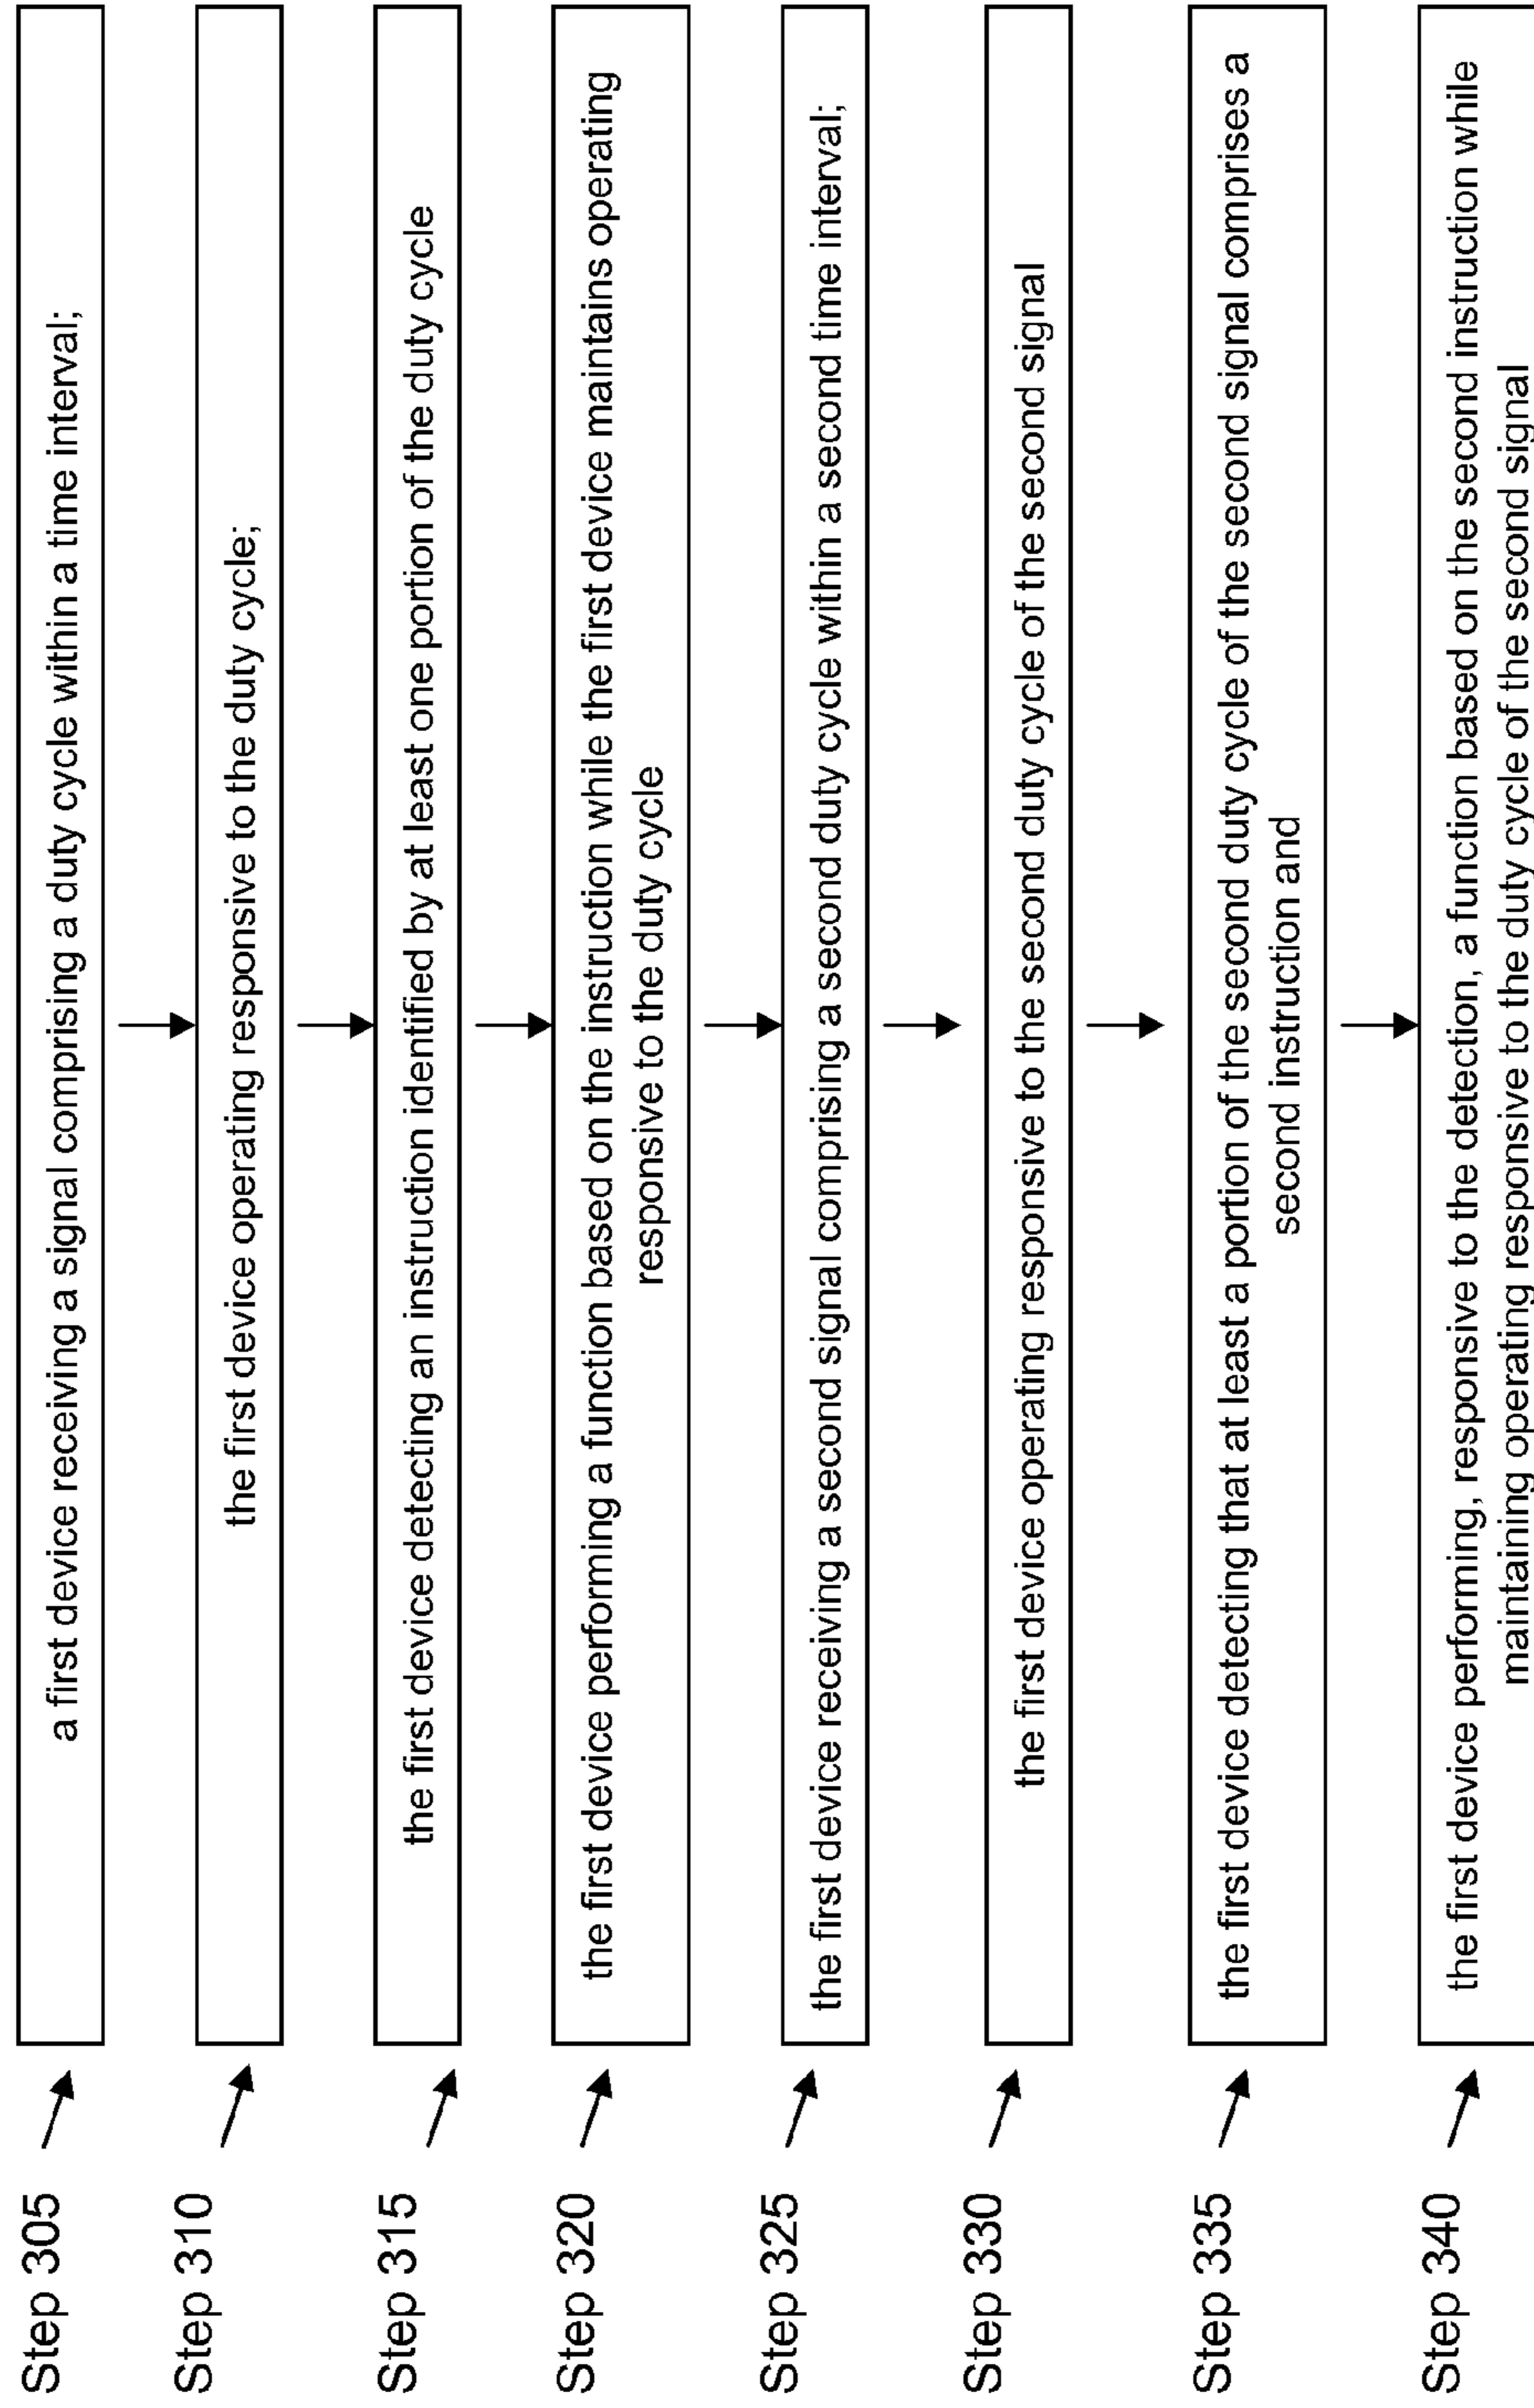 Step 305
a first device receiving a signal comprising a duty cycle within a time interval;
Step 310
the first device operating responsive to the duty cycle;
Step 315
the first device detecting an instruction identified by at least one portion of the duty cycle
Step 320
the first device performing a function based on the instruction while the first device maintains operating
responsive to the duty cycle
Step 325
the first device receiving a second signal comprising a second duty cycle within a second time interval;
Step 330
the first device operating responsive to the second duty cycle of the second signal
Step 335
the first device detecting that at least a portion of the second duty cycle of the second signal comprises a
second instruction and
Step 340
the first device performing, responsive to the detection, a function based on the second instruction while
maintaining operating responsive to the duty cycle of the second signal